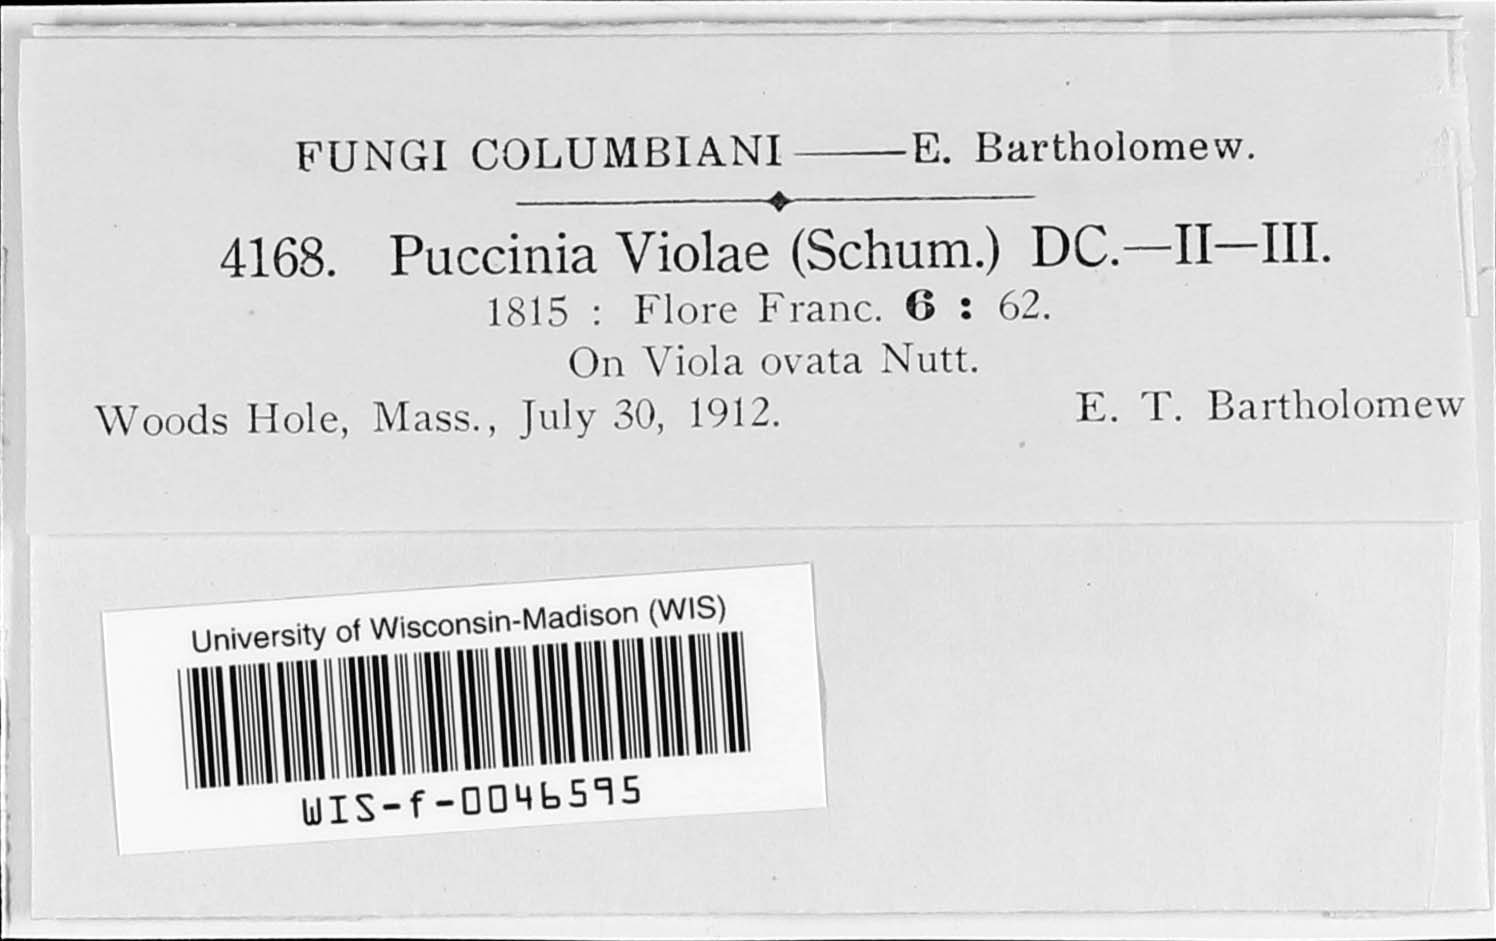 FUNGI COLUMBIANI —— E. Bartholomew.
4168. Puccinia Violae (Schum.) DC.—II—III.
1815 : Flore Franc. 6 : 62.
On Viola ovata Nutt.
Woods Hole, Mass., July 30, 1912. E. T. Bartholomew
University of Wisconsin-Madison (WIS)
WIS-f-0046595